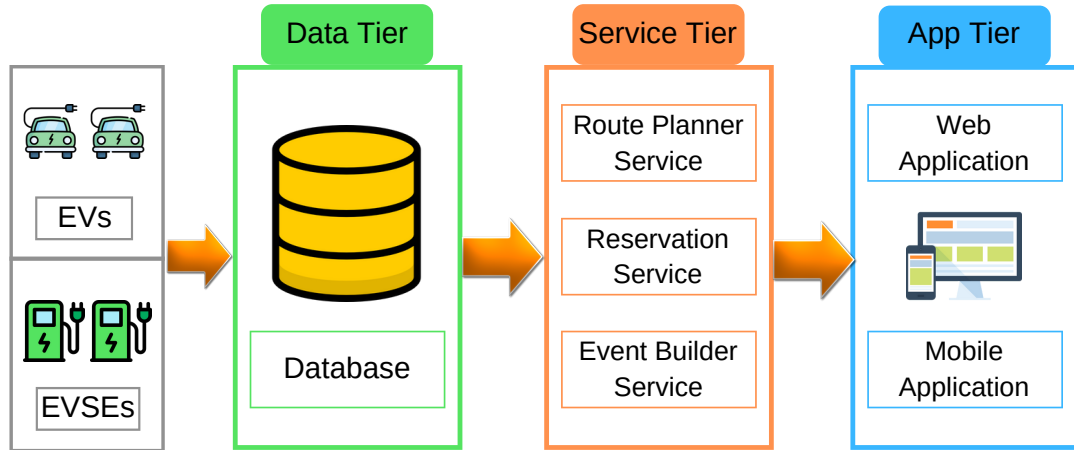 Data Tier
Service Tier
App Tier
EVs
EVSEs
Database
Route Planner
Service
Reservation
Service
Event Builder
Service
Web
Application
Mobile
Application